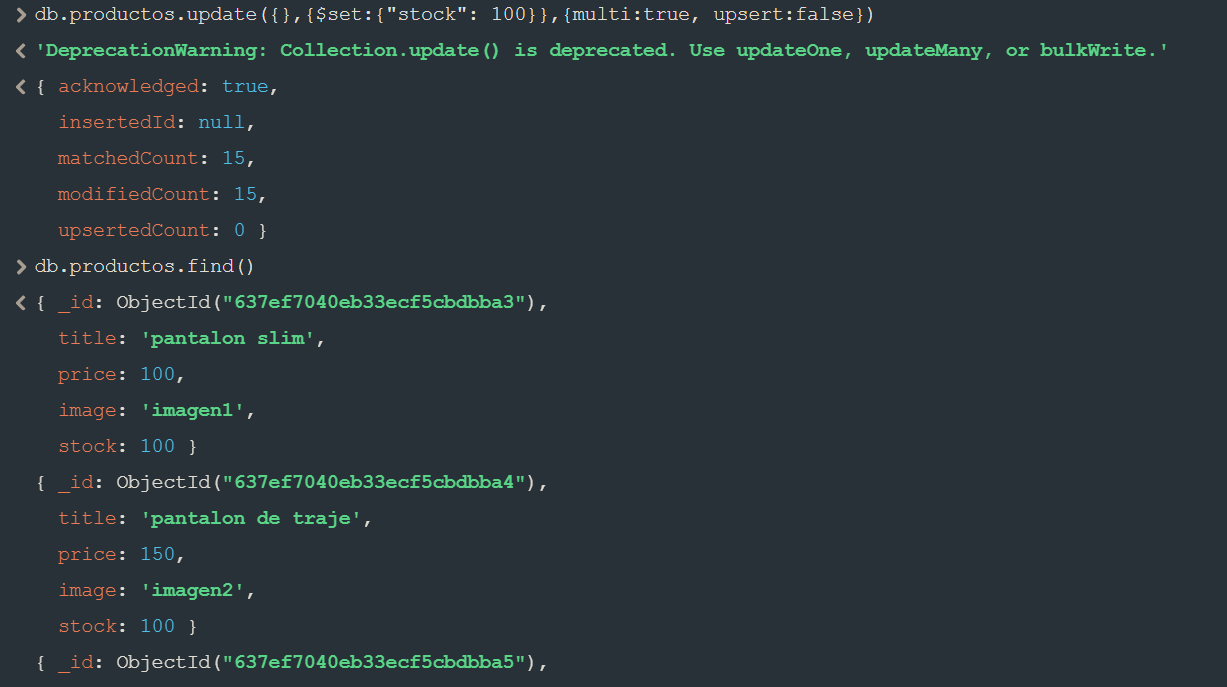 > db.productos.update({},{$set:{"stock": 100}},{multi:true, upsert:false})
< 'DeprecationWarning: Collection.update() is deprecated. Use updateOne, updateMany, or bulkWrite.'
< { acknowledged: true,
insertedId: null,
matchedCount: 15,
modifiedCount: 15,
upsertedCount: 0 }
> db.productos.find()
< { _id: ObjectId("637ef7040eb33ecf5cbdbba3"),
title: 'pantalon slim',
price: 100,
image: 'imagen1',
stock: 100 }
{ _id: ObjectId("637ef7040eb33ecf5cbdbba4"),
title: 'pantalon de traje',
price: 150,
image: 'imagen2',
stock: 100 }
{ _id: ObjectId("637ef7040eb33ecf5cbdbba5"),